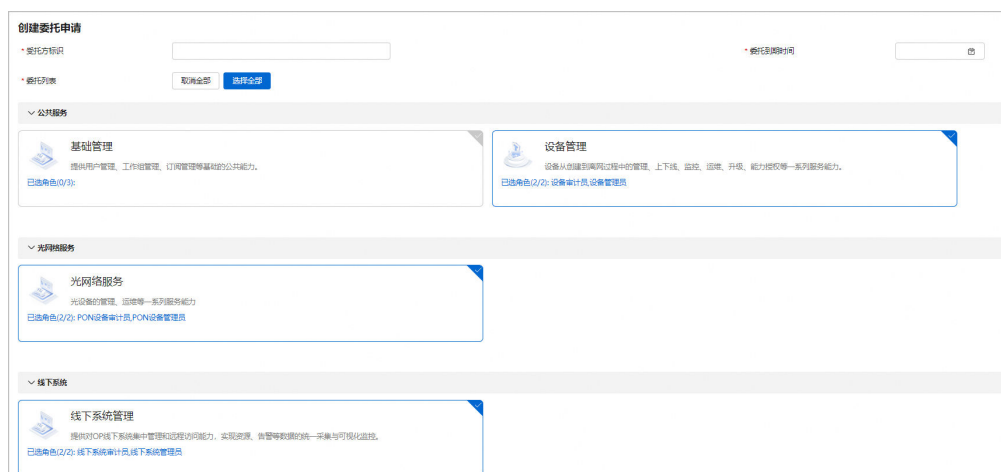 创建委托申请
* 受托方标识
* 委托到期时间
* 委托列表
取消全部
选择全部
公共服务
基础管理
提供用户管理、工作组管理、订阅管理等基础的公共能力。
已选角色(0/3):
设备管理
设备从创建到离网过程中的管理、上下线、监控、运维、升级、能力授权等一系列服务能力。
已选角色(2/2): 设备审计员,设备管理员
光网络服务
光网络服务
光设备的管理、运维等一系列服务能力
已选角色(2/2): PON设备审计员,PON设备管理员
线下系统
线下系统管理
提供对OP线下系统集中管理和远程访问能力，实现资源、告警等数据的统一采集与可视化监控。
已选角色(2/2): 线下系统审计员,线下系统管理员